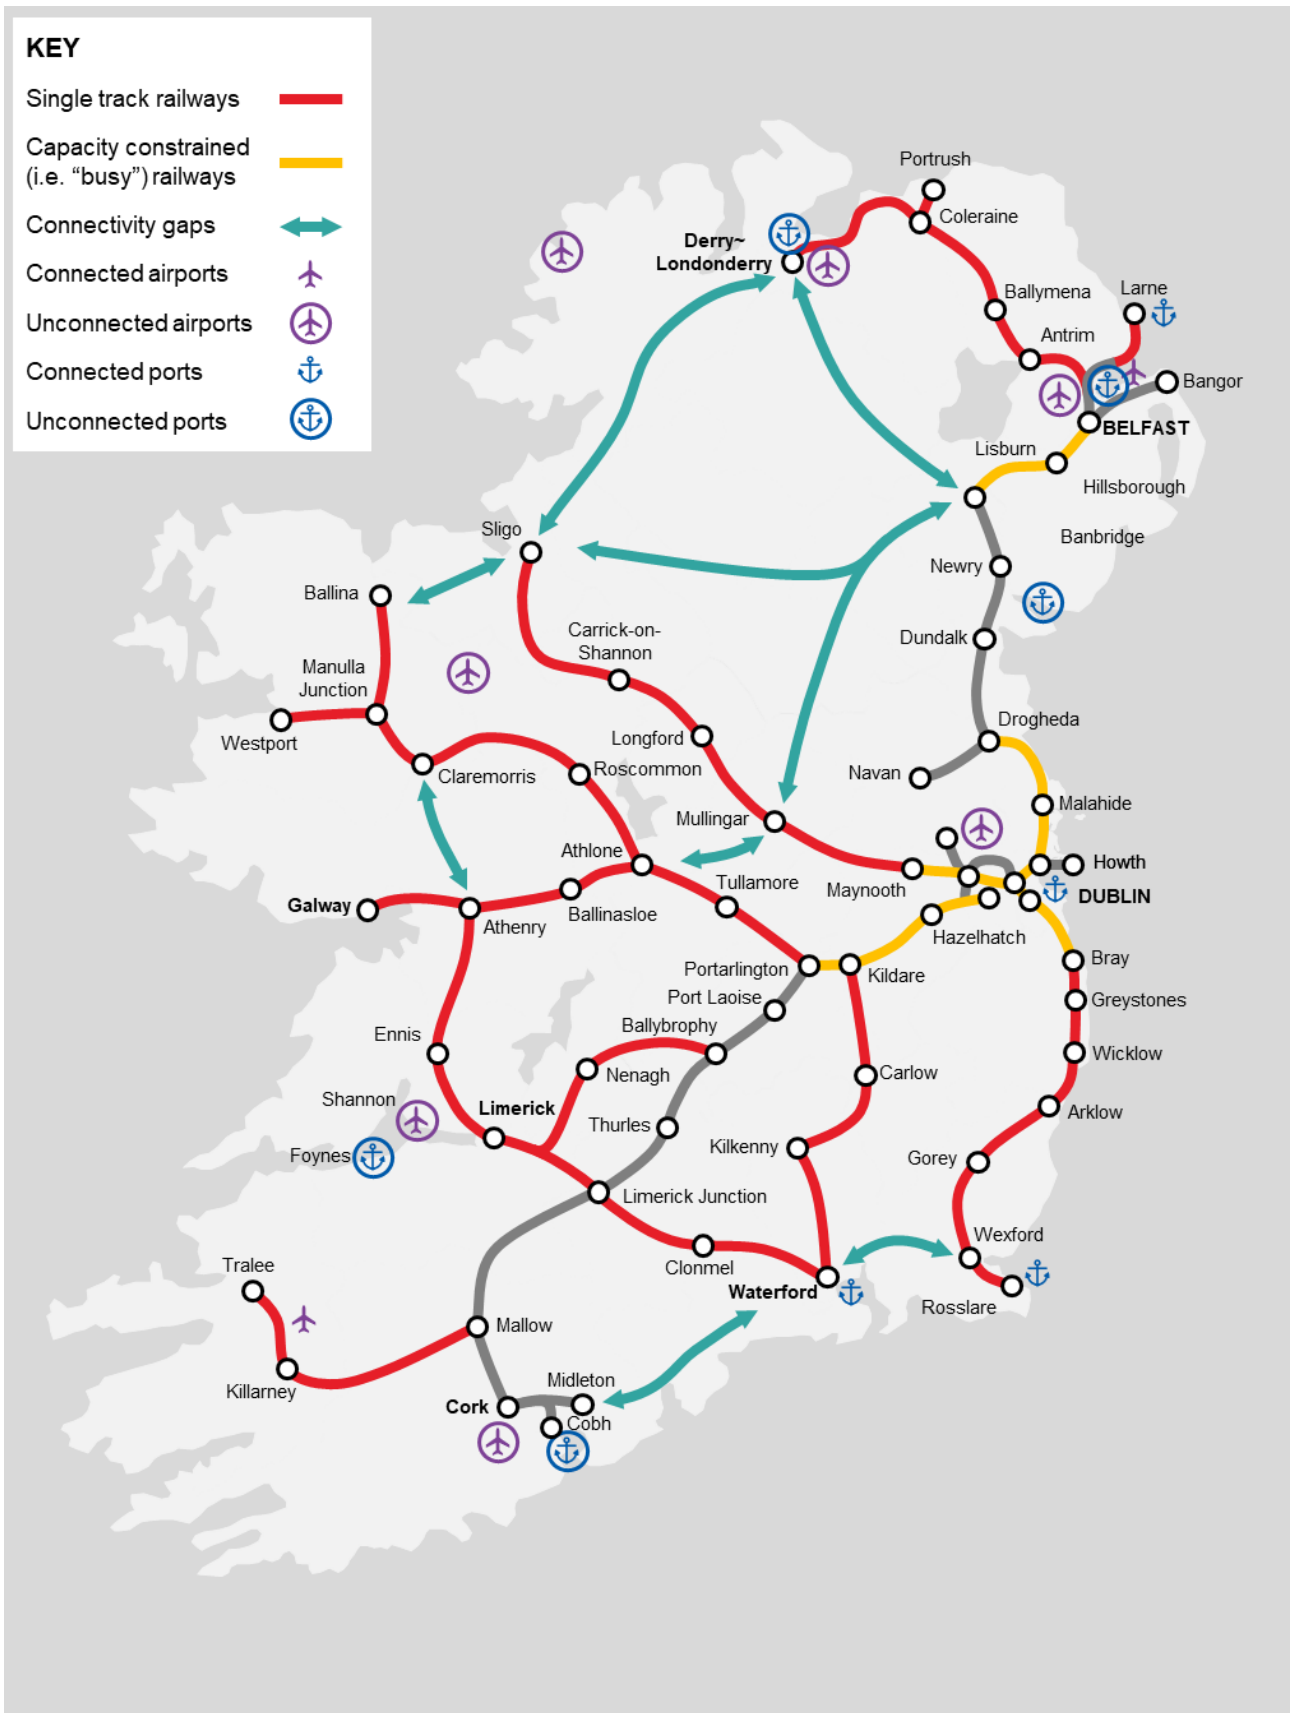 KEY
Single track railways
Capacity constrained
(i.e. “busy”) railways
Connectivity gaps
Connected airports
Unconnected airports
Connected ports
Unconnected ports
Portrush
Coleraine
Derry~
Londonderry
Ballymena
Larne
Antrim
Bangor
BELFAST
Lisburn
Hillsborough
Banbridge
Sligo
Newry
Ballina
Dundalk
Carrick-on-
Shannon
Manulla
Junction
Drogheda
Westport
Longford
Claremorris
Roscommon
Navan
Malahide
Mullingar
Athlone
Howth
Tullamore
Maynooth
DUBLIN
Galway
Ballinasloe
Athenry
Hazelhatch
Bray
Portarlington
Kildare
Port Laoise
Greystones
Ballybrophy
Ennis
Wicklow
Nenagh
Carlow
Shannon
Limerick
Arklow
Thurles
Kilkenny
Foynes
Gorey
Limerick Junction
Wexford
Tralee
Clonmel
Waterford
Rosslare
Mallow
Midleton
Killarney
Cork
Cobh